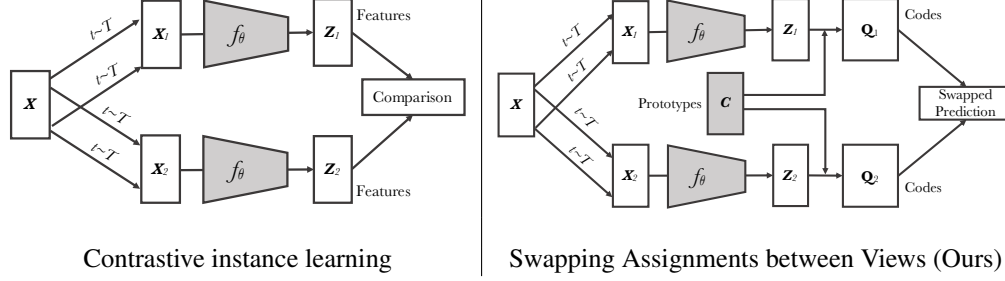 t~T
t~T
t~T
t~T
X
X1
X2
fθ
fθ
Z1
Z2
Features
Features
Comparison
Contrastive instance learning
t~T
t~T
t~T
t~T
X
X1
X2
fθ
fθ
Z1
Z2
Prototypes
C
Q1
Q2
Codes
Codes
Swapped
Prediction
Swapping Assignments between Views (Ours)